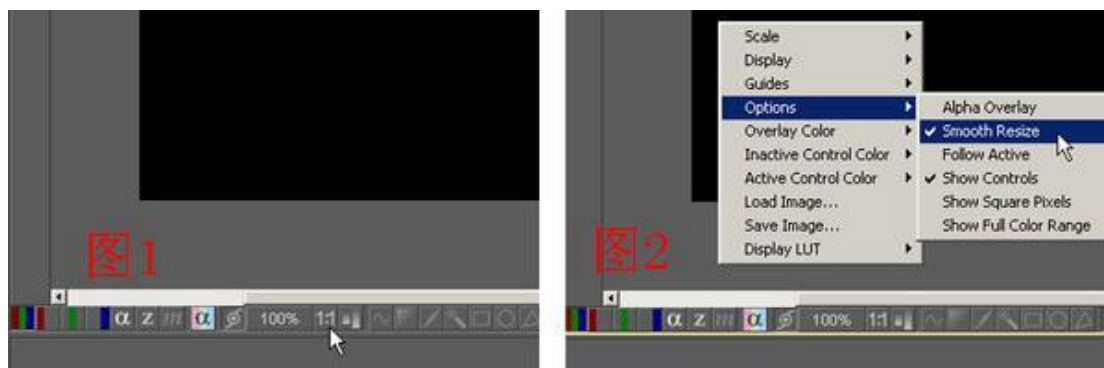 图1
α z m α 100% 1:1
Scale
Display
Guides
Options
Overlay Color
Inactive Control Color
Active Control Color
Load Image...
Save Image...
Display LUT
Alpha Overlay
Smooth Resize
Follow Active
Show Controls
Show Square Pixels
Show Full Color Range
图2
α z m α 100% 1:1